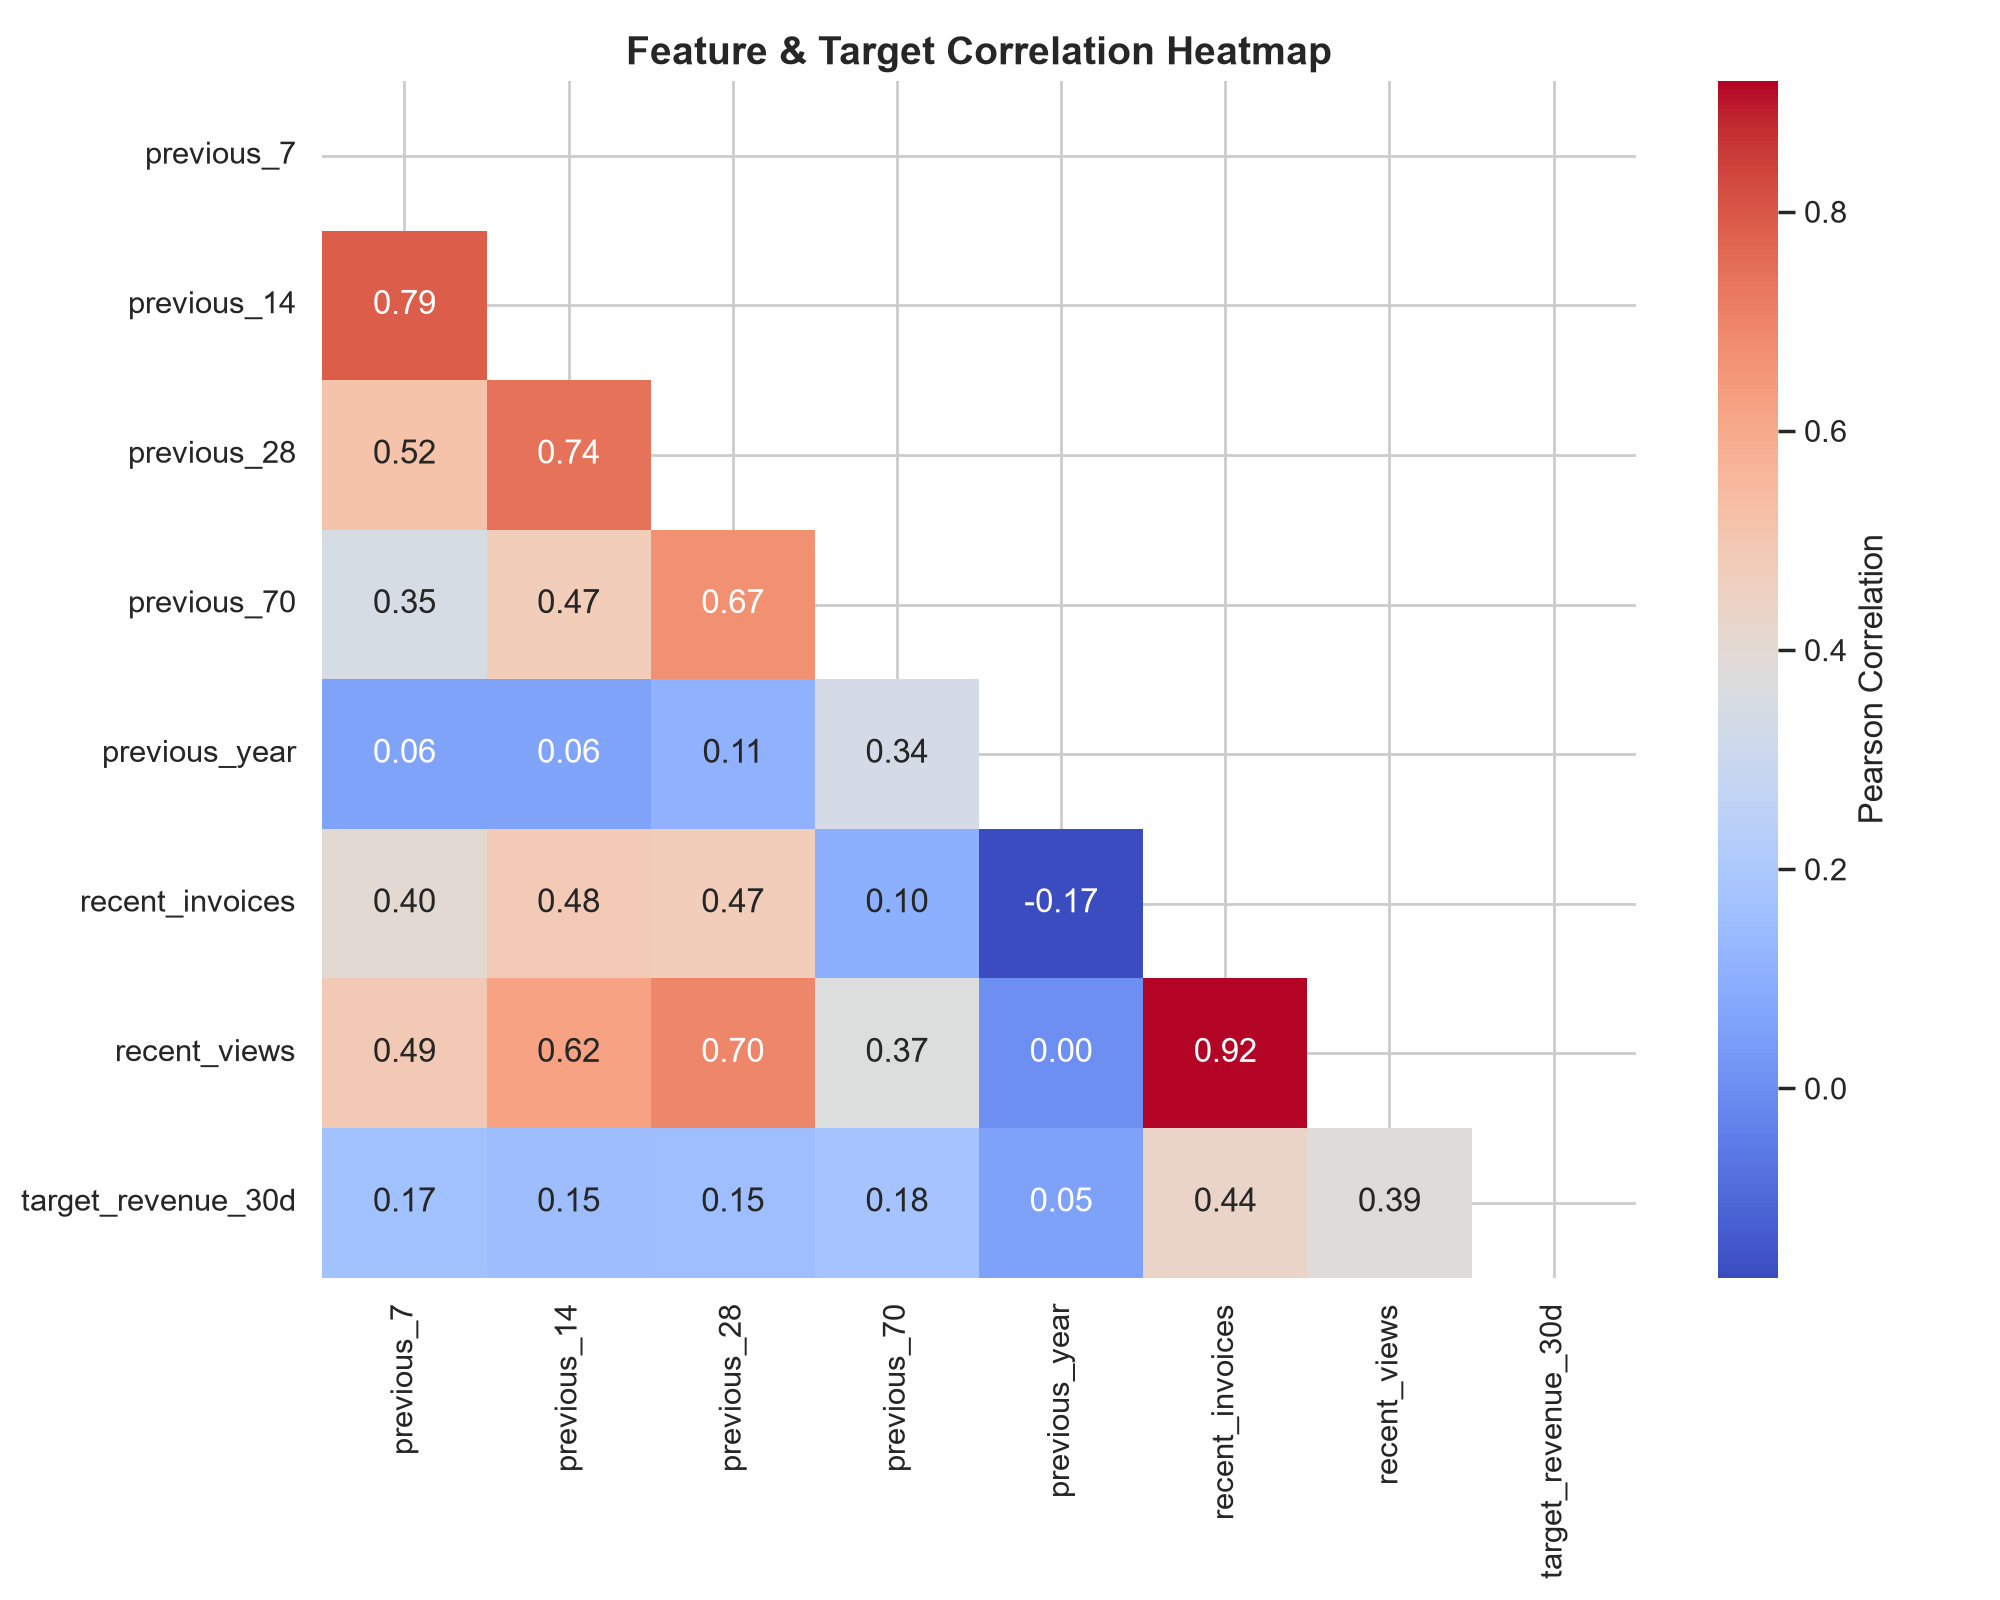 Feature & Target Correlation Heatmap
previous_7
previous_14
0.79
previous_28
0.52 0.74
previous_70
0.35 0.47 0.67
previous_year
0.06 0.06 0.11 0.34
recent_invoices
0.40 0.48 0.47 0.10 -0.17
recent_views
0.49 0.62 0.70 0.37 0.00 0.92
target_revenue_30d
0.17 0.15 0.15 0.18 0.05 0.44 0.39
previous_7
previous_14
previous_28
previous_70
previous_year
recent_invoices
recent_views
target_revenue_30d
0.8
0.6
0.4
0.2
0.0
Pearson Correlation